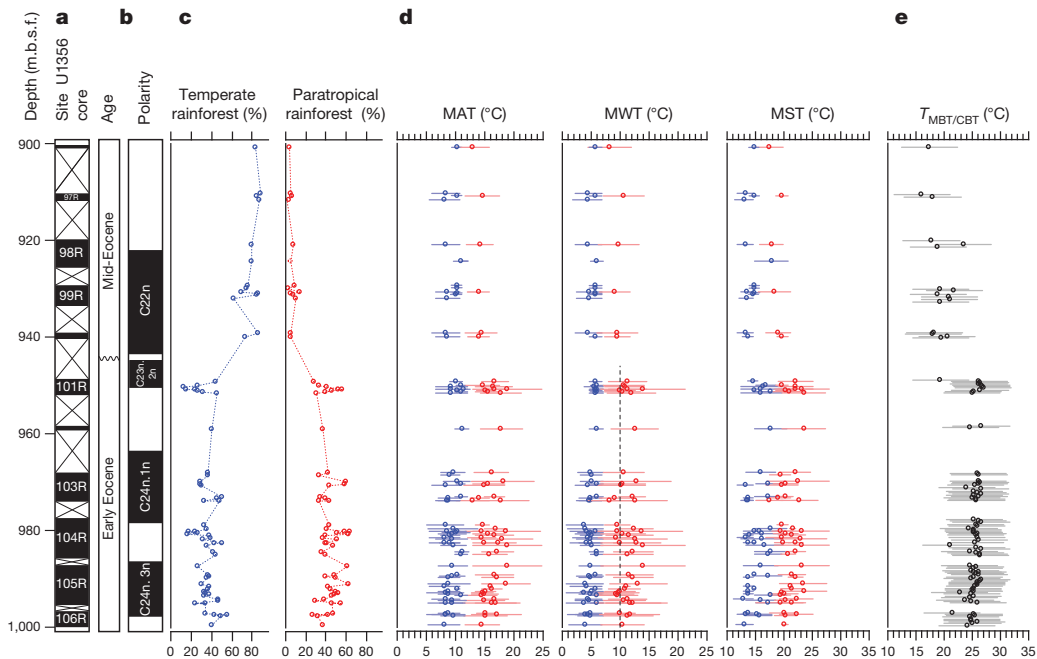 a
b
c
d
e
Depth (m.b.s.f.)
Site U1356 core
Age
Polarity
Temperate rainforest (%)
Paratropical rainforest (%)
MAT (°C)
MWT (°C)
MST (°C)
T MBT/CBT (°C)
900
920
940
960
980
1,000
97R
98R
99R
101R
103R
104R
105R
106R
Mid-Eocene
Early Eocene
C22n
C23n.2n
C24n.1n
C24n.3n
0 20 40 60 80
0 20 40 60 80
0 5 10 15 20 25
0 5 10 15 20 25
10 15 20 25 30 35
10 15 20 25 30 35